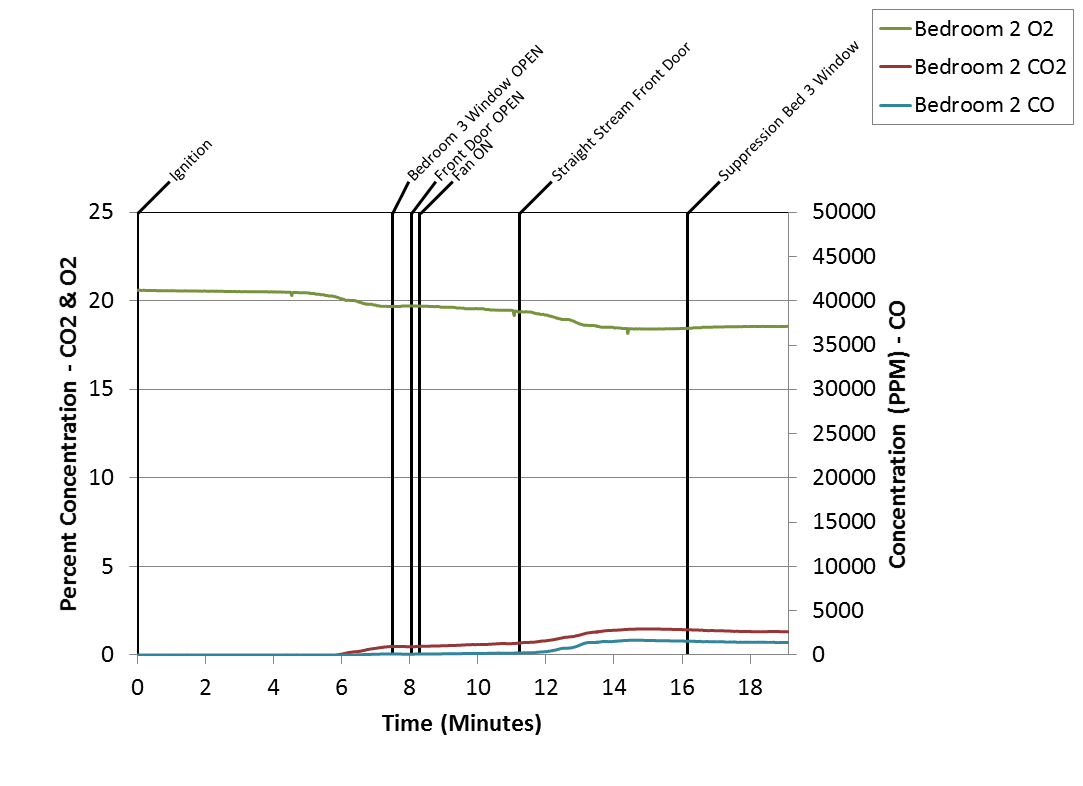 Bedroom 2 O2
Bedroom 2 CO2
Bedroom 2 CO
Ignition
Bedroom 3 Window OPEN
Front Door OPEN
Fan ON
Straight Stream Front Door
Suppression Bed 3 Window
Percent Concentration - CO2 & O2
25
20
15
10
5
0
50000
45000
40000
35000
30000
25000
20000
15000
10000
5000
0
Concentration (PPM) - CO
0 2 4 6 8 10 12 14 16 18
Time (Minutes)